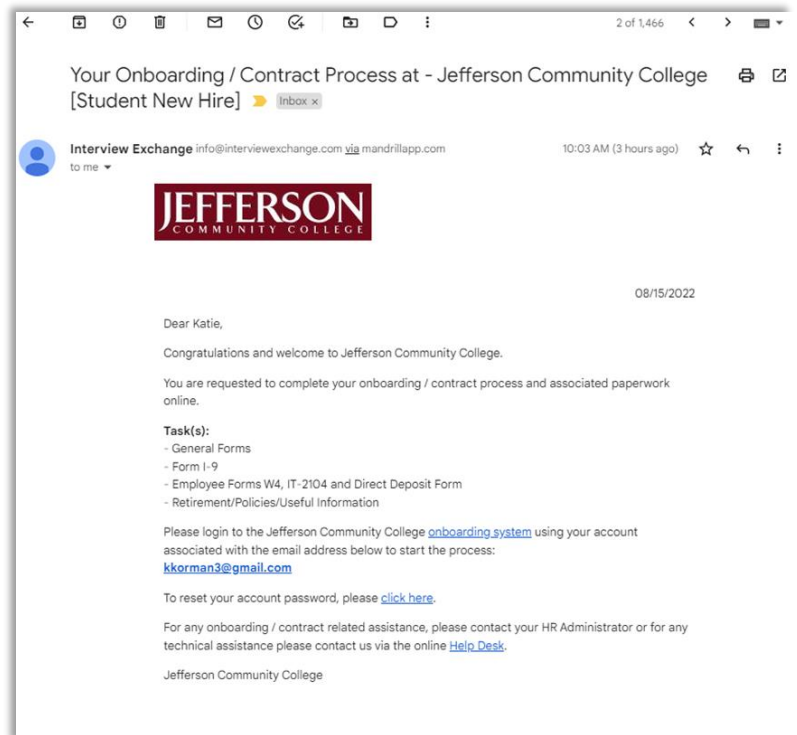 2 of 1,466
Your Onboarding / Contract Process at - Jefferson Community College
[Student New Hire] Inbox x
Interview Exchange info@interviewexchange.com via mandrillapp.com 10:03 AM (3 hours ago)
to me
JEFFERSON
COMMUNITY COLLEGE
08/15/2022
Dear Katie,
Congratulations and welcome to Jefferson Community College.
You are requested to complete your onboarding / contract process and associated paperwork
online.
Task(s):
- General Forms
- Form I-9
- Employee Forms W4, IT-2104 and Direct Deposit Form
- Retirement/Policies/Useful Information
Please login to the Jefferson Community College onboarding system using your account
associated with the email address below to start the process:
kkorman3@gmail.com
To reset your account password, please click here.
For any onboarding / contract related assistance, please contact your HR Administrator or for any
technical assistance please contact us via the online Help Desk.
Jefferson Community College